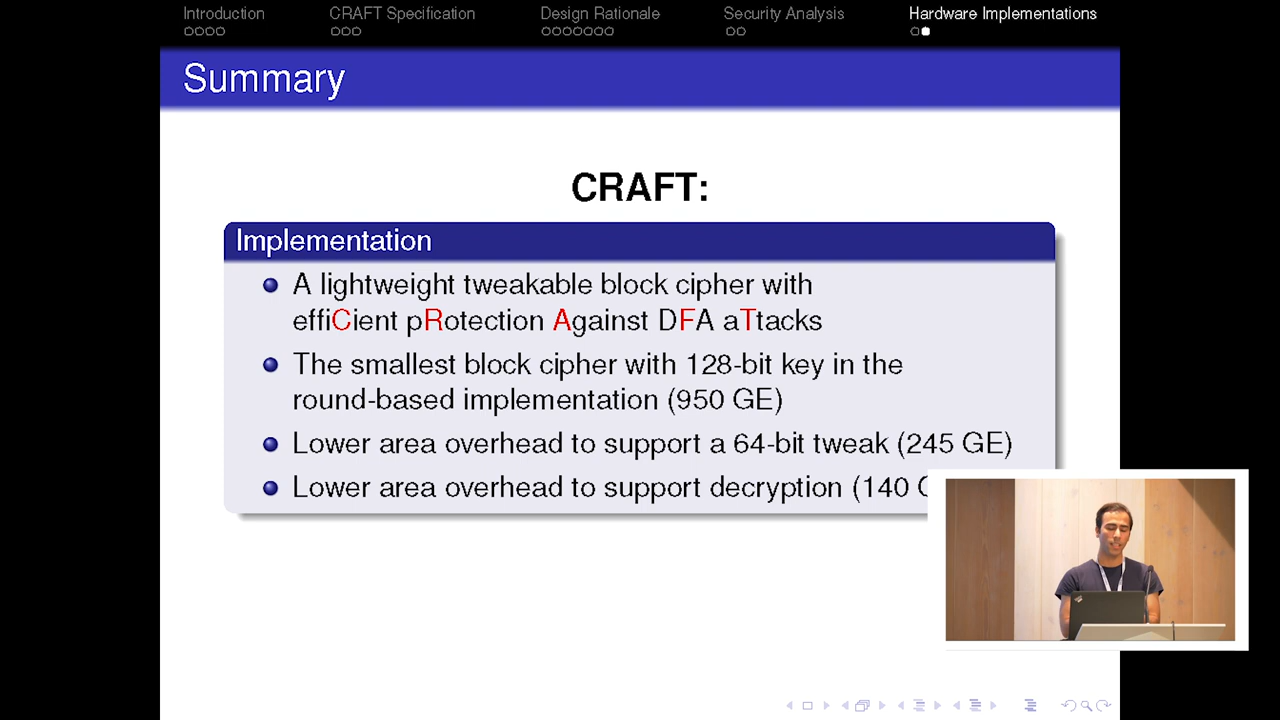 Introduction CRAFT Specification Design Rationale Security Analysis Hardware Implementations
Summary
CRAFT:
Implementation
A lightweight tweakable block cipher with
effiCient pRotection Against DFA aTtacks
The smallest block cipher with 128-bit key in the
round-based implementation (950 GE)
Lower area overhead to support a 64-bit tweak (245 GE)
Lower area overhead to support decryption (140